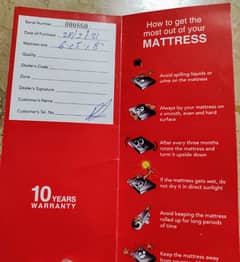 Serial Number 000880
Date of Purchase
Mattress size
Quality
Dealer's Code
Zone
Dealer's Signature
Customer's Name
Customer's Tel. No.
10 YEARS
WARRANTY
How to get the
most out of your
MATTRESS
Avoid spilling liquids or
urine on the mattress
Always lay your mattress on
a smooth, even and hard
surface
After every three months
rotate the mattress and
turn it upside down
If the mattress gets wet, do
not dry it in direct sunlight
Avoid keeping the mattress
rolled up for long periods
of time
Keep the mattress away